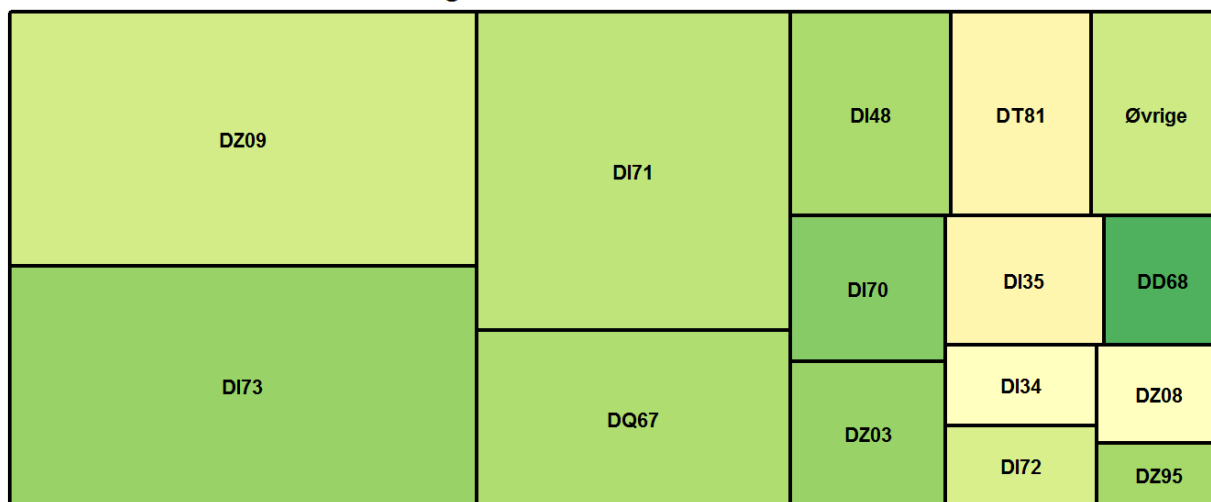 DZ09
DI73
DI71
DQ67
DI48
DT81
Øvrige
DI70
DI35
DD68
DZ03
DI34
DZ08
DI72
DZ95